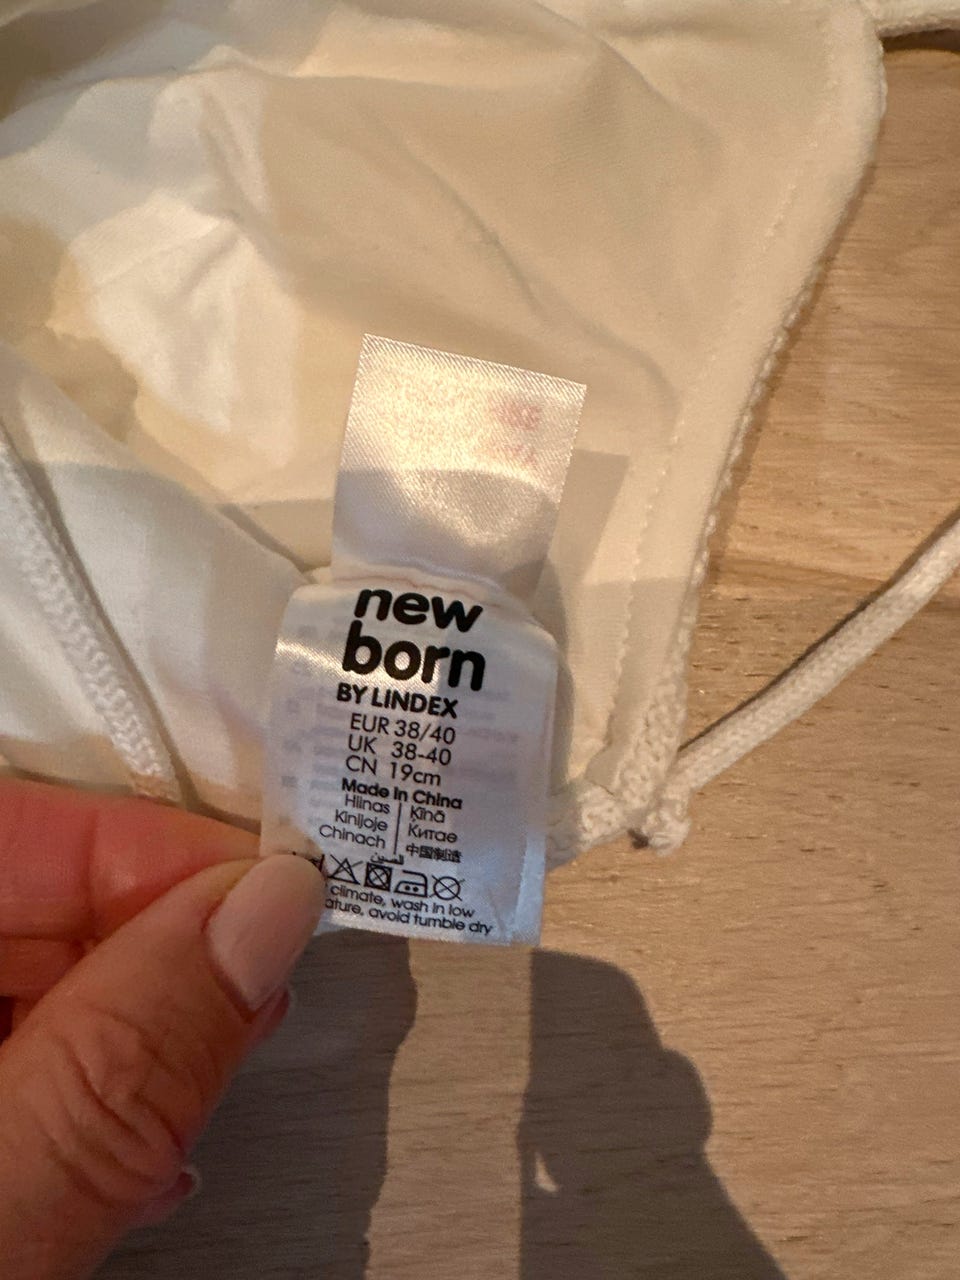 new
born
BY LINDEX
EUR 38/40
UK 38-40
CN 19cm
Made in China
Hiinas
Kinijoje
Chinach
Ķīnā
Китае
中国制造
الصين
climate, wash in low
avoid tumble dry